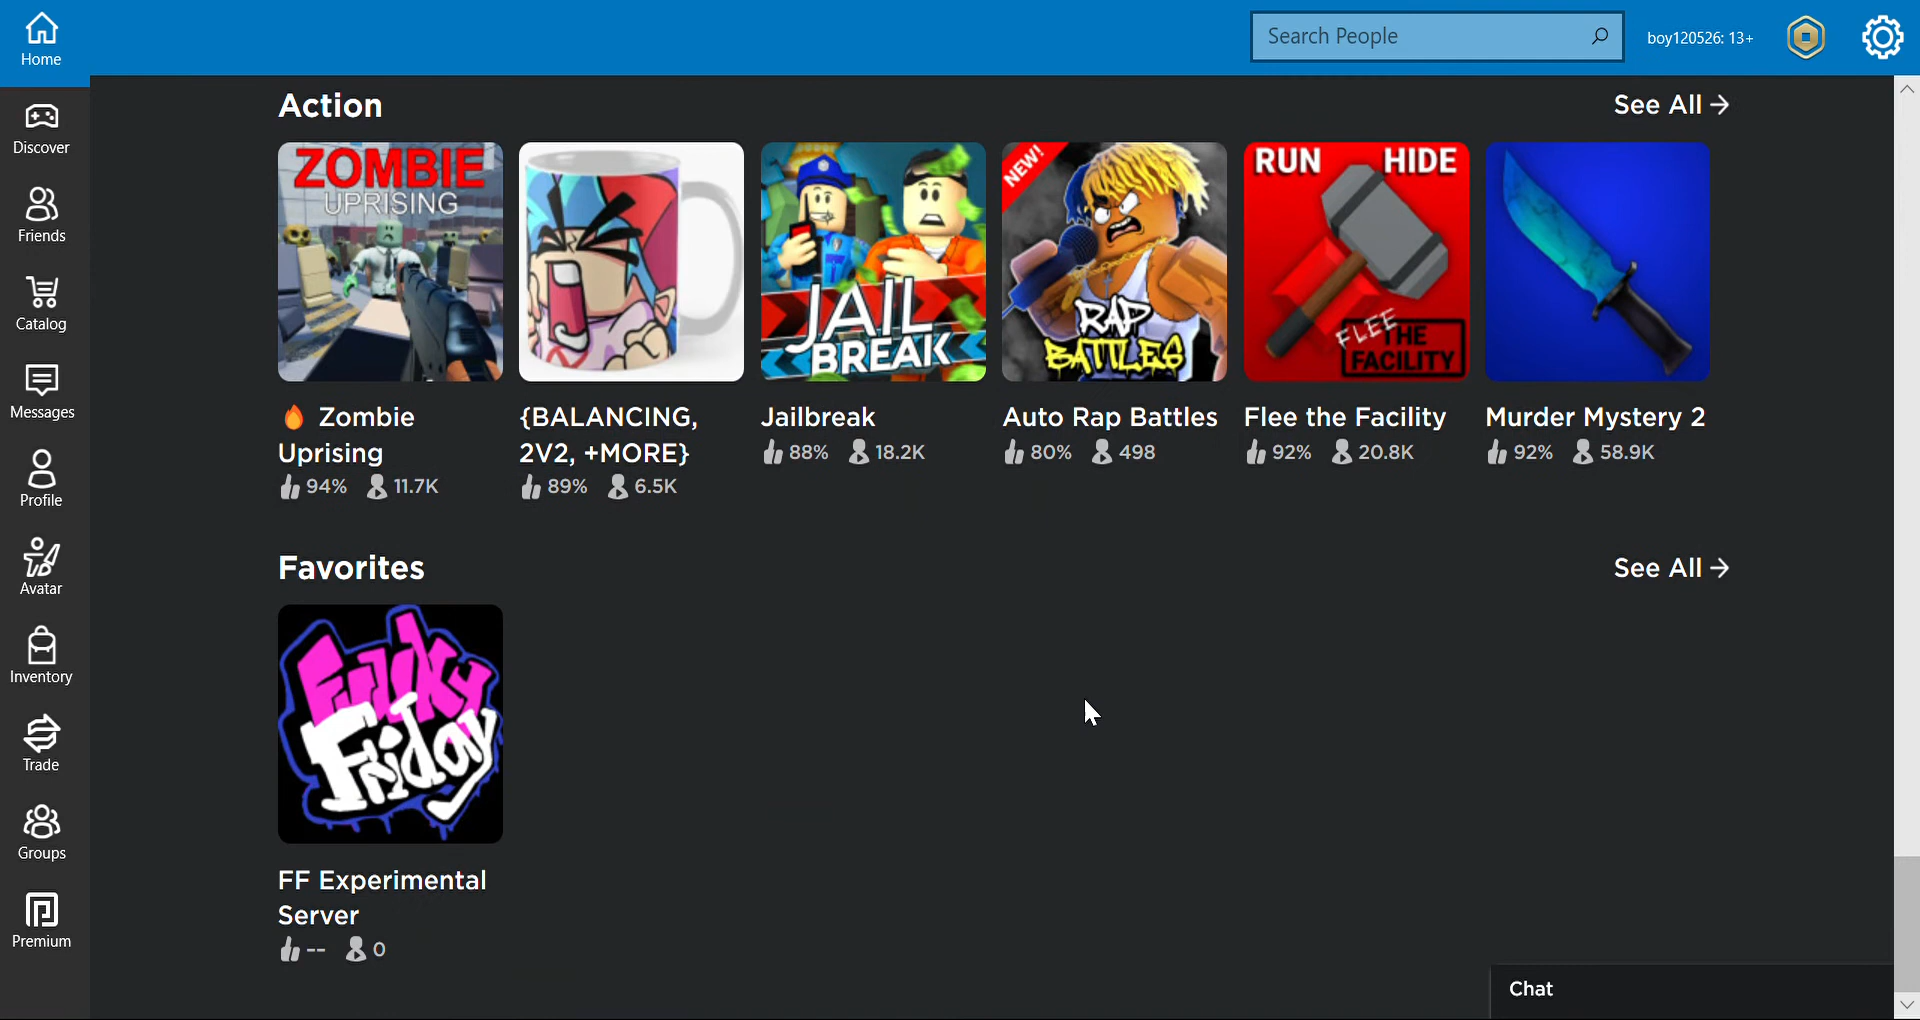 Home
Search People
boy120526: 13+
Discover
Friends
Catalog
Messages
Profile
Avatar
Inventory
Trade
Groups
Premium
Action
See All
ZOMBIE
UPRISING
JAIL
BREAK
NEW!
RAP
BATTLES
RUN HIDE
FLEE THE
FACILITY
Zombie
Uprising
94% 11.7K
{BALANCING,
2V2, +MORE}
89% 6.5K
Jailbreak
88% 18.2K
Auto Rap Battles
80% 498
Flee the Facility
92% 20.8K
Murder Mystery 2
92% 58.9K
Favorites
See All
Funky
Friday
FF Experimental
Server
-- 0
Chat